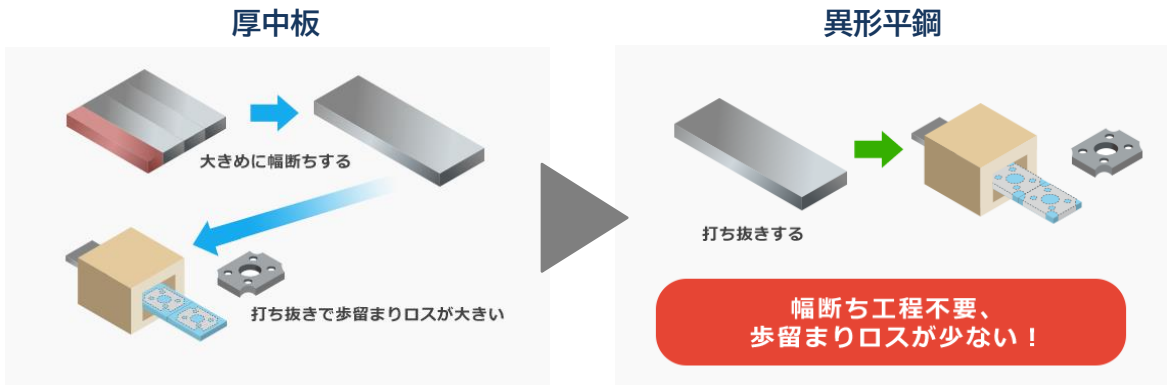 厚中板
大きめに幅断ちする
打ち抜きで歩留まりロスが大きい
異形平鋼
打ち抜きする
幅断ち工程不要、
歩留まりロスが少ない！